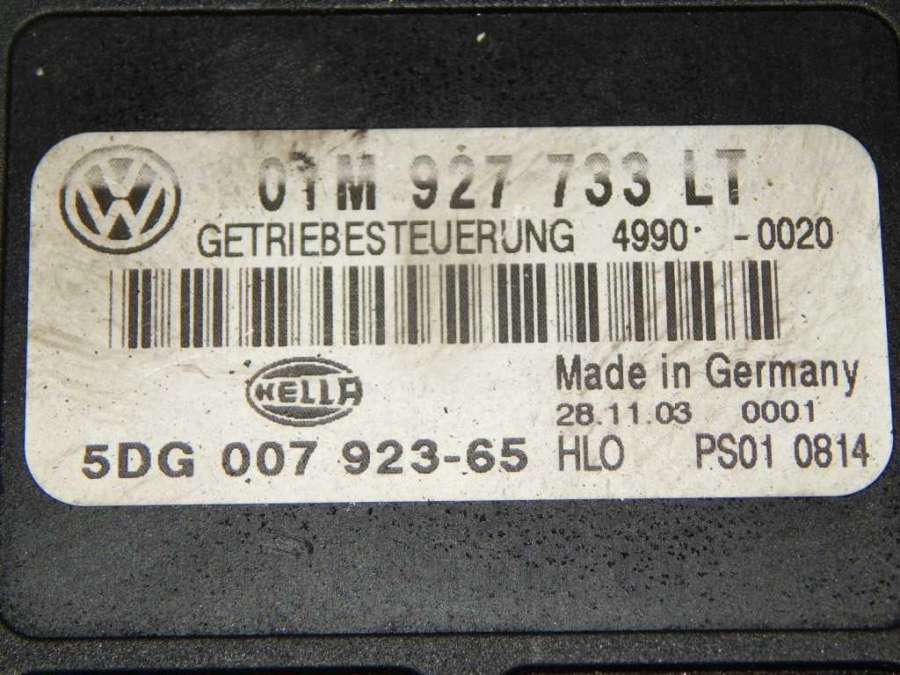 01M 927 733 LT
GETRIEBESTEUERUNG 4990 -0020
HELLA
Made in Germany
28.11.03 0001
5DG 007 923-65 HLO PS01 0814